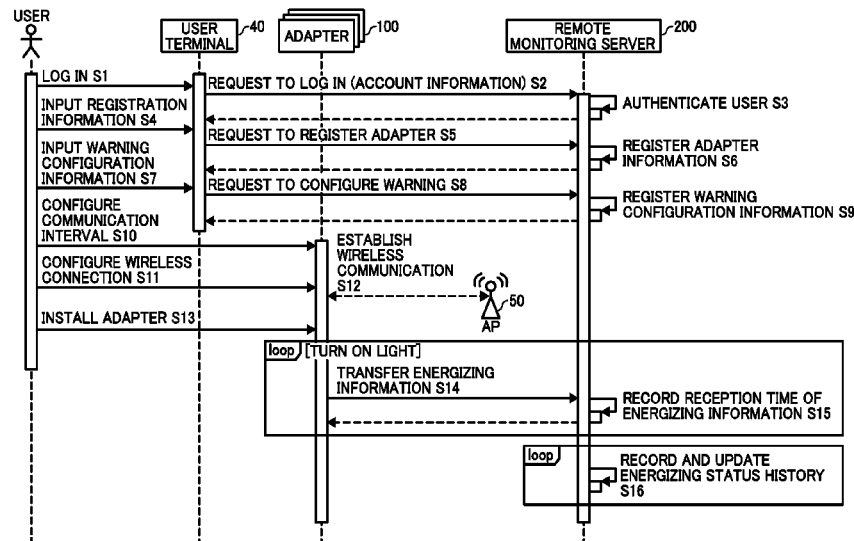 USER
USER
TERMINAL
40
ADAPTER
100
REMOTE
MONITORING SERVER
200
LOG IN S1
REQUEST TO LOG IN (ACCOUNT INFORMATION) S2
AUTHENTICATE USER S3
INPUT REGISTRATION
INFORMATION S4
REQUEST TO REGISTER ADAPTER S5
REGISTER ADAPTER
INFORMATION S6
INPUT WARNING
CONFIGURATION
INFORMATION S7
REQUEST TO CONFIGURE WARNING S8
REGISTER WARNING
CONFIGURATION INFORMATION S9
CONFIGURE
COMMUNICATION
INTERVAL S10
CONFIGURE WIRELESS
CONNECTION S11
ESTABLISH
WIRELESS
COMMUNICATION
S12
50
AP
INSTALL ADAPTER S13
loop
[TURN ON LIGHT]
TRANSFER ENERGIZING
INFORMATION S14
RECORD RECEPTION TIME OF
ENERGIZING INFORMATION S15
loop
RECORD AND UPDATE
ENERGIZING STATUS HISTORY
S16